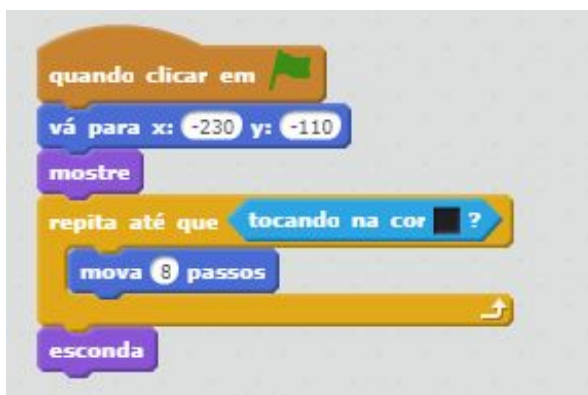 quando clicar em
vá para x: -230 y: -110
mostre
repita até que tocando na cor ?
mova 8 passos
esconda